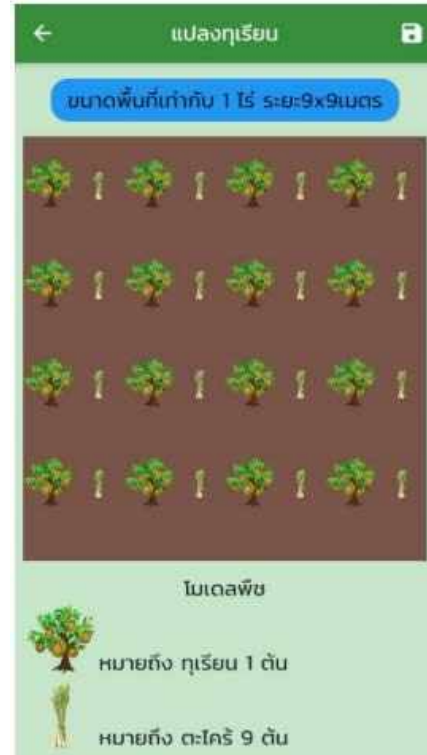 แปลงทุเรียน
ขนาดพื้นที่เท่ากับ 1 ไร่ ระยะ9x9เมตร
โมเดลพืช
หมายถึง ทุเรียน 1 ต้น
หมายถึง ตะไคร้ 9 ต้น